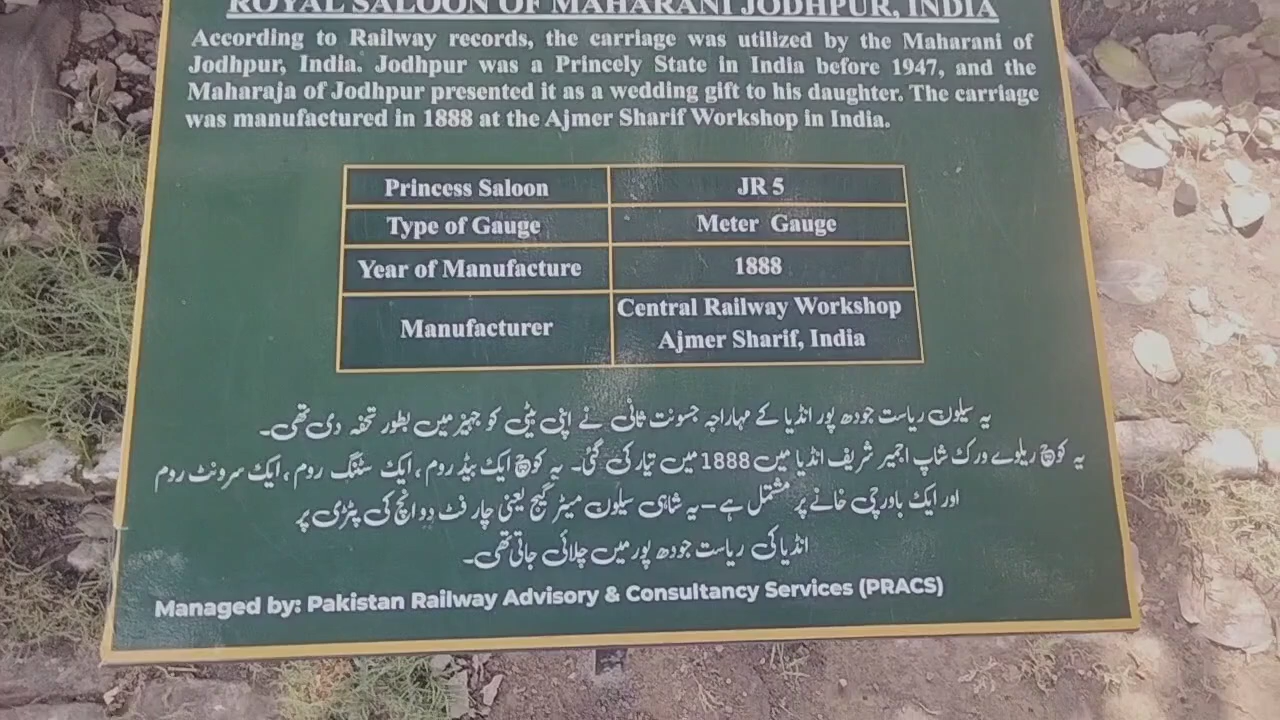 ROYAL SALOON OF MAHARANI JODHPUR, INDIA
According to Railway records, the carriage was utilized by the Maharani of
Jodhpur, India. Jodhpur was a Princely State in India before 1947, and the
Maharaja of Jodhpur presented it as a wedding gift to his daughter. The carriage
was manufactured in 1888 at the Ajmer Sharif Workshop in India.
Princess Saloon JR 5
Type of Gauge Meter Gauge
Year of Manufacture 1888
Manufacturer Central Railway Workshop
Ajmer Sharif, India
یہ سیلون ریاست جودھ پور انڈیا کے مہاراجہ جسونت ثانی نے اپنی بیٹی کو جہیز میں بطور تحفہ دی تھی۔
یہ کوچ ریلوے ورک شاپ اجمیر شریف انڈیا میں 1888 میں تیار کی گئی۔ یہ کوچ ایک بیڈ روم، ایک سٹنگ روم، ایک سرونٹ روم
اور ایک باورچی خانے پر مشتمل ہے – یہ شاہی سیلون میٹر گیج یعنی چار فٹ دو انچ کی پٹڑی پر
انڈیا کی ریاست جودھ پور میں چلائی جاتی تھی۔
Managed by: Pakistan Railway Advisory & Consultancy Services (PRACS)